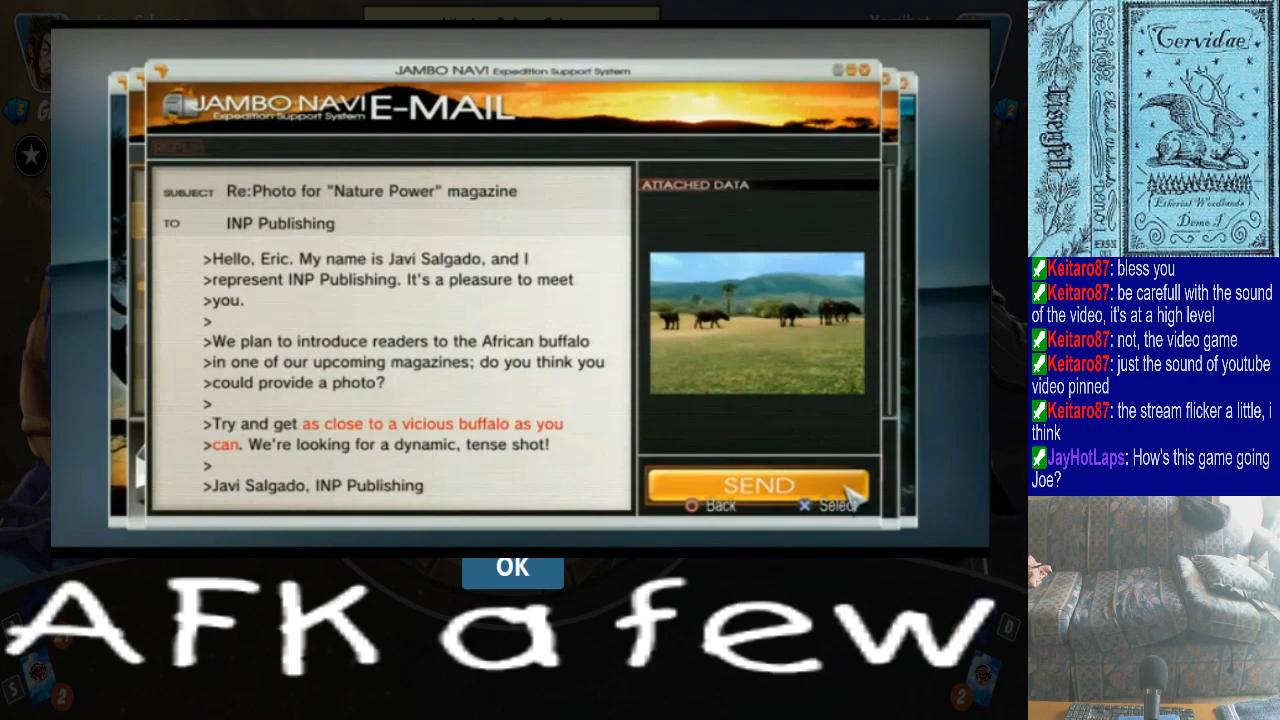 JAMBO NAVI Expedition Support System
JAMBO NAVI E-MAIL
Expedition Support System
REPLY
SUBJECT Re:Photo for "Nature Power" magazine
TO INP Publishing
>Hello, Eric. My name is Javi Salgado, and I
>represent INP Publishing. It's a pleasure to meet
>you.
>
>We plan to introduce readers to the African buffalo
>in one of our upcoming magazines; do you think you
>could provide a photo?
>
>Try and get as close to a vicious buffalo as you
>can. We're looking for a dynamic, tense shot!
>
>Javi Salgado, INP Publishing
ATTACHED DATA
SEND
Back
Select
OK
AFK a few
S
2
D
2
Cervidae
Etherial Woodlands
Demo I
Keitaro87: bless you
Keitaro87: be carefull with the sound
of the video, it's at a high level
Keitaro87: not, the video game
Keitaro87: just the sound of youtube
video pinned
Keitaro87: the stream flicker a little, i
think
JayHotLaps: How's this game going
Joe?